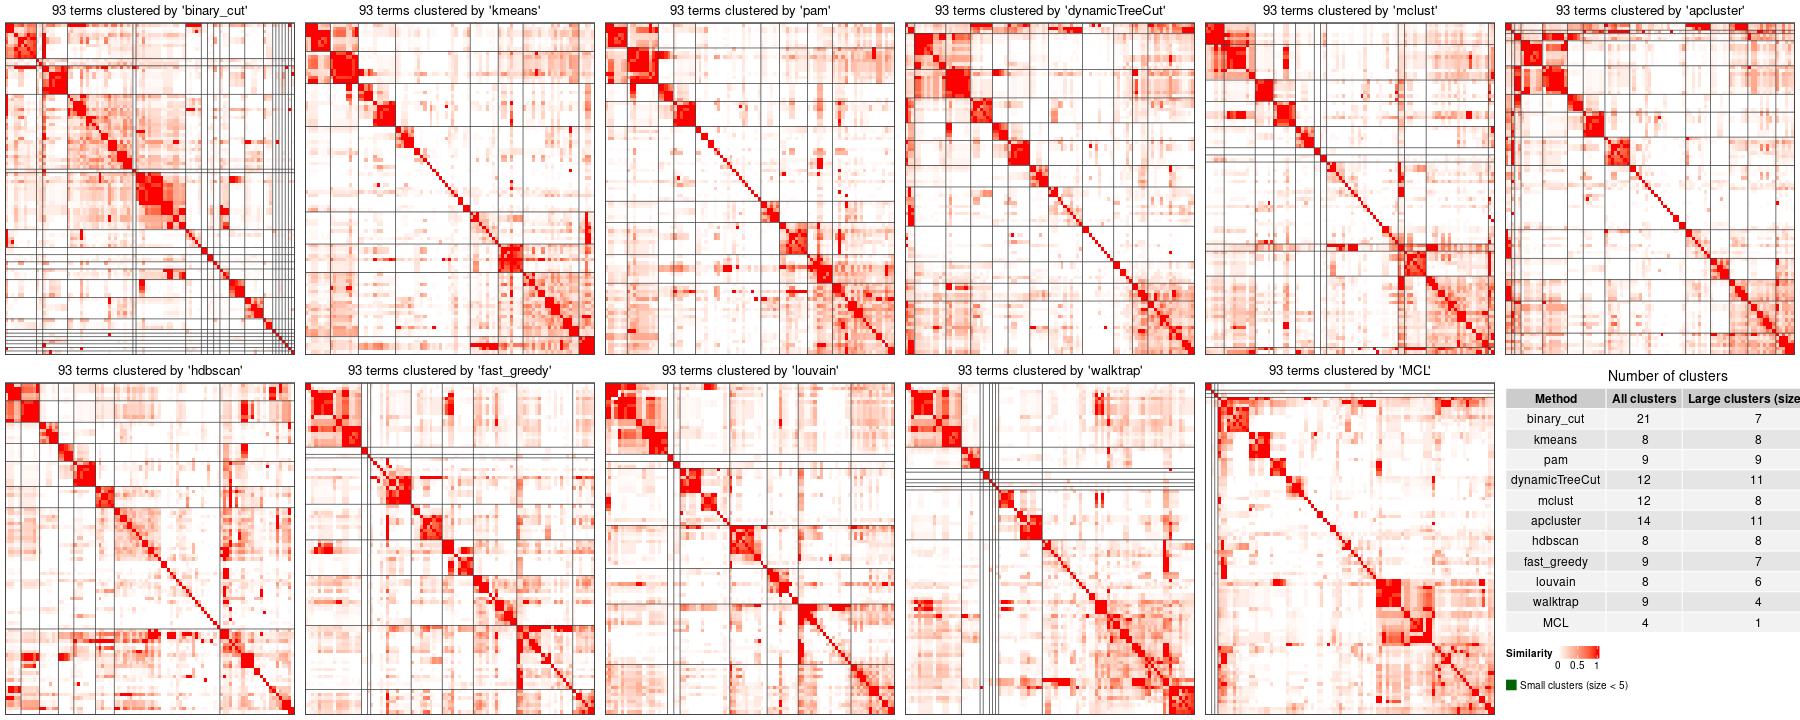 93 terms clustered by 'binary_cut'
93 terms clustered by 'kmeans'
93 terms clustered by 'pam'
93 terms clustered by 'dynamicTreeCut'
93 terms clustered by 'mclust'
93 terms clustered by 'apcluster'
93 terms clustered by 'hdbscan'
93 terms clustered by 'fast_greedy'
93 terms clustered by 'louvain'
93 terms clustered by 'walktrap'
93 terms clustered by 'MCL'
Number of clusters
Method All clusters Large clusters (size
binary_cut 21 7
kmeans 8 8
pam 9 9
dynamicTreeCut 12 11
mclust 12 8
apcluster 14 11
hdbscan 8 8
fast_greedy 9 7
louvain 8 6
walktrap 9 4
MCL 4 1
Similarity
0 0.5 1
Small clusters (size < 5)